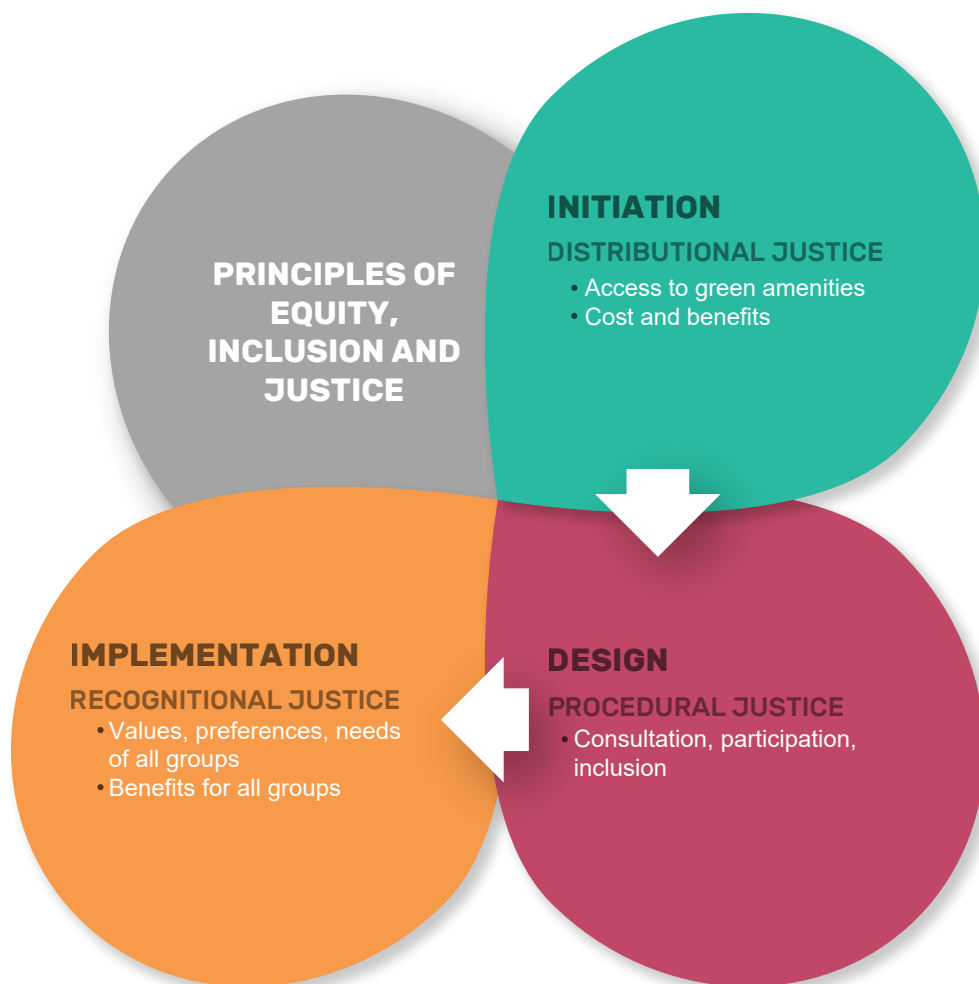 PRINCIPLES OF
EQUITY,
INCLUSION AND
JUSTICE
INITIATION
DISTRIBUTIONAL JUSTICE
• Access to green amenities
• Cost and benefits
DESIGN
PROCEDURAL JUSTICE
• Consultation, participation,
inclusion
IMPLEMENTATION
RECOGNITIONAL JUSTICE
• Values, preferences, needs
of all groups
• Benefits for all groups